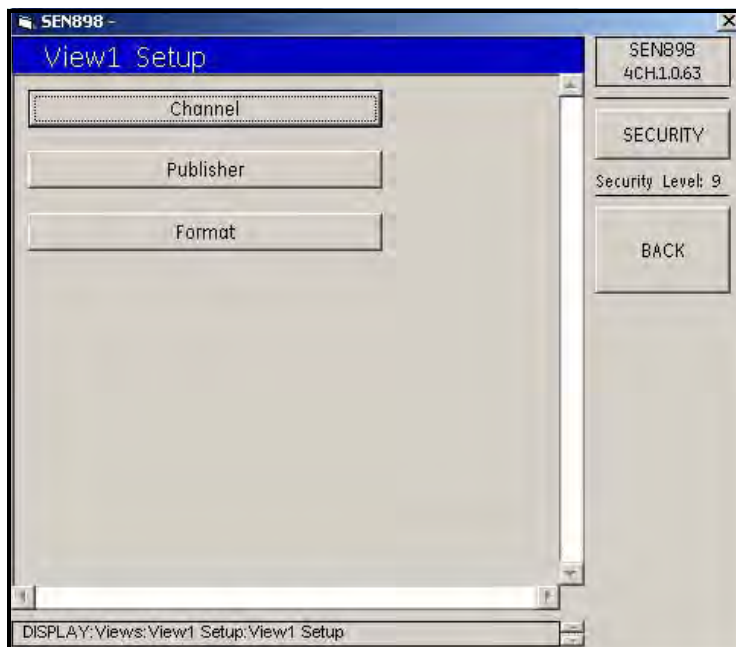 SEN898 -
View1 Setup
Channel
Publisher
Format
SEN898
4CH.1.0.63
SECURITY
Security Level: 9
BACK
DISPLAY:Views:View1 Setup:View1 Setup